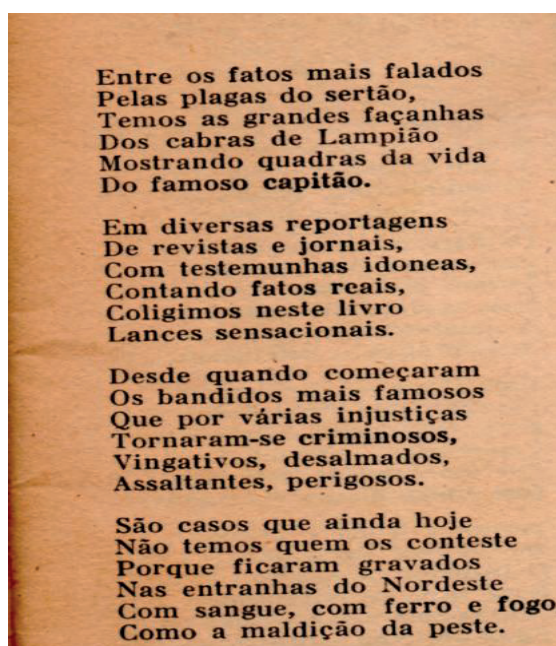 Entre os fatos mais falados
Pelas plagas do sertão,
Temos as grandes façanhas
Dos cabras de Lampião
Mostrando quadras da vida
Do famoso capitão.
Em diversas reportagens
De revistas e jornais,
Com testemunhas idoneas,
Contando fatos reais,
Coligimos neste livro
Lances sensacionais.
Desde quando começaram
Os bandidos mais famosos
Que por várias injustiças
Tornaram-se criminosos,
Vingativos, desalmados,
Assaltantes, perigosos.
São casos que ainda hoje
Não temos quem os conteste
Porque ficaram gravados
Nas entranhas do Nordeste
Com sangue, com ferro e fogo
Como a maldição da peste.